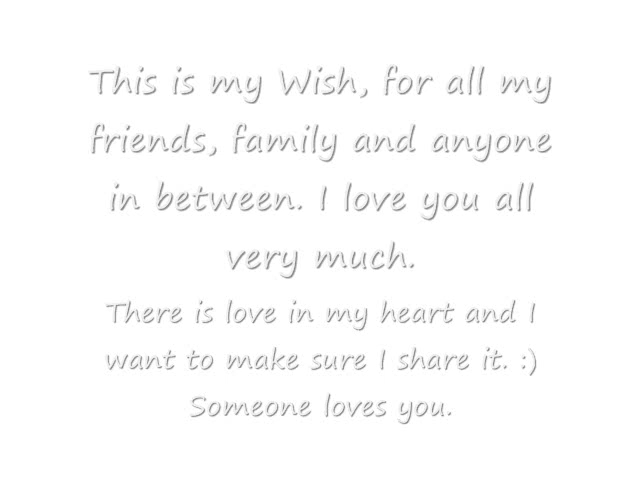 This is my Wish, for all my
friends, family and anyone
in between. I love you all
very much.
There is love in my heart and I
want to make sure I share it. :)
Someone loves you.